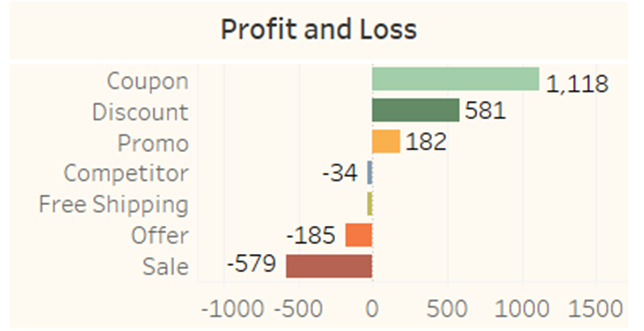 Profit and Loss
Coupon 1,118
Discount 581
Promo 182
Competitor -34
Free Shipping
Offer -185
Sale -579
-1000 -500 0 500 1000 1500